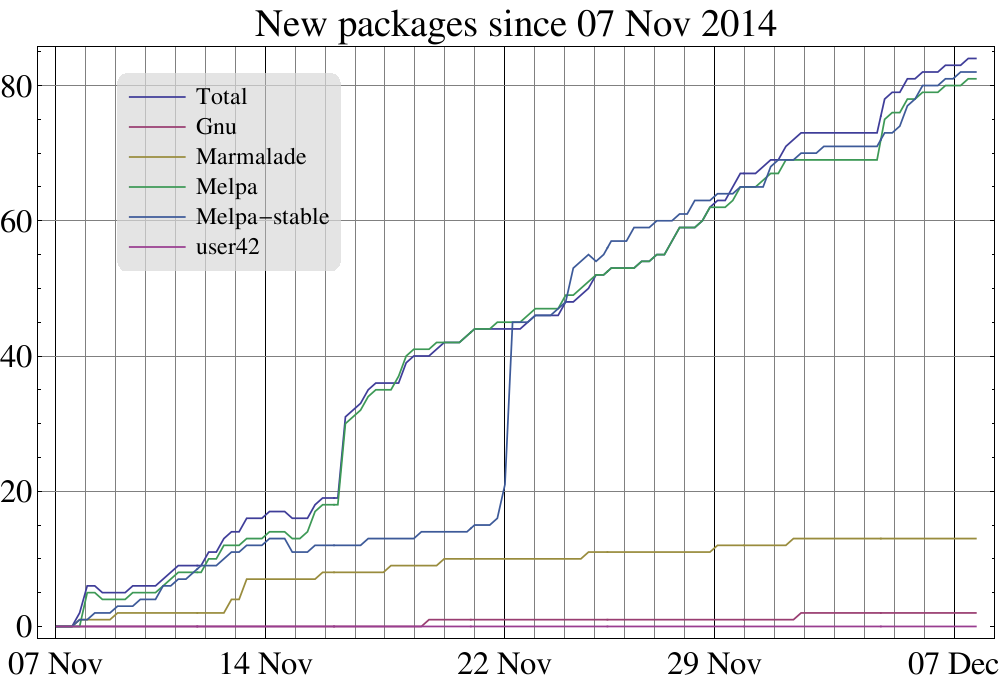 New packages since 07 Nov 2014
80
60
40
20
0
Total
Gnu
Marmalade
Melpa
Melpa−stable
user42
07 Nov 14 Nov 22 Nov 29 Nov 07 Dec